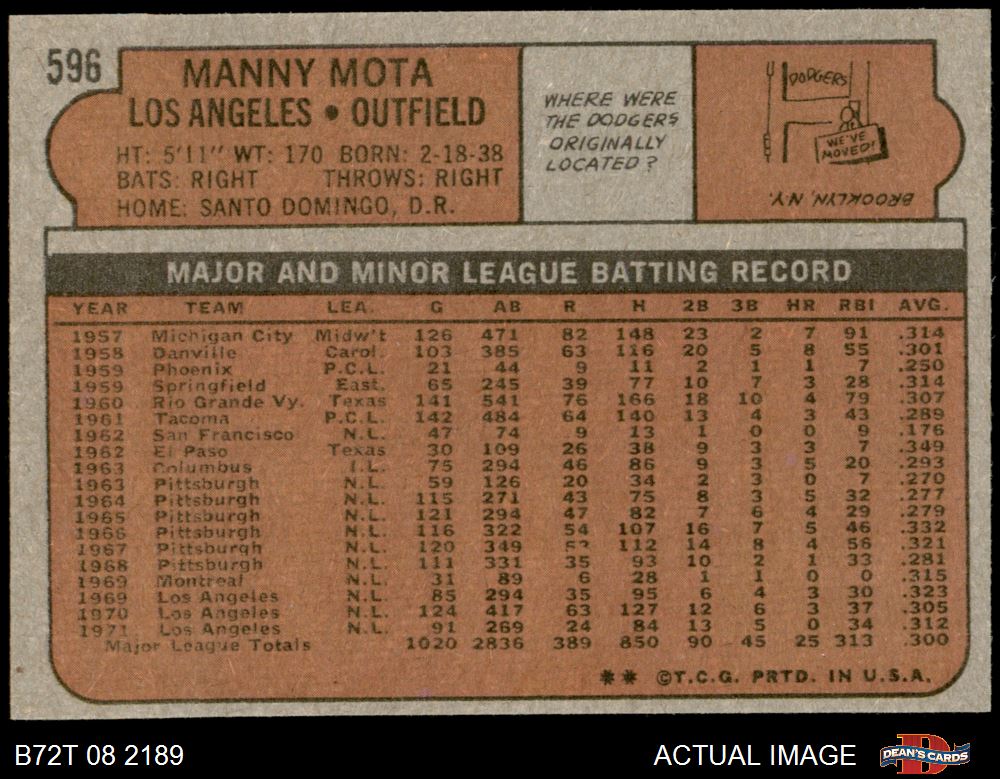 596
MANNY MOTA
LOS ANGELES • OUTFIELD
HT: 5'11" WT: 170 BORN: 2-18-38
BATS: RIGHT THROWS: RIGHT
HOME: SANTO DOMINGO, D.R.
WHERE WERE
THE DODGERS
ORIGINALLY
LOCATED?
DODGERS
WE'VE
MOVED!
BROOKLYN, N.Y.
MAJOR AND MINOR LEAGUE BATTING RECORD
YEAR TEAM LEA. G AB R H 2B 3B HR RBI AVG.
1957 Michigan City Midw't 126 471 82 148 23 2 7 91 .314
1958 Danville Carol. 103 385 63 116 20 5 8 55 .301
1959 Phoenix P.C.L. 21 44 9 11 2 1 1 7 .250
1959 Springfield East. 65 245 39 77 10 7 3 28 .314
1960 Rio Grande Vy. Texas 141 541 76 166 18 10 4 79 .307
1961 Tacoma P.C.L. 142 484 64 140 13 4 3 43 .289
1962 San Francisco N.L. 47 74 9 13 1 0 0 9 .176
1962 El Paso Texas 30 109 26 38 9 3 3 7 .349
1963 Columbus I.L. 75 294 46 86 9 3 5 20 .293
1963 Pittsburgh N.L. 59 126 20 34 2 3 0 7 .270
1964 Pittsburgh N.L. 115 271 43 75 8 3 5 32 .277
1965 Pittsburgh N.L. 121 294 47 82 7 6 4 29 .279
1966 Pittsburgh N.L. 116 322 54 107 16 7 5 46 .332
1967 Pittsburgh N.L. 120 349 112 14 8 4 56 .321
1968 Pittsburgh N.L. 111 331 35 93 10 2 1 33 .281
1969 Montreal N.L. 31 89 6 28 1 1 0 0 .315
1969 Los Angeles N.L. 85 294 35 95 6 4 3 30 .323
1970 Los Angeles N.L. 124 417 63 127 12 6 3 37 .305
1971 Los Angeles N.L. 91 269 24 84 13 5 0 34 .312
Major League Totals 1020 2836 389 850 90 45 25 313 .300
** ©T.C.G. PRTD. IN U.S.A.
B72T 08 2189
ACTUAL IMAGE
DEAN'S CARDS